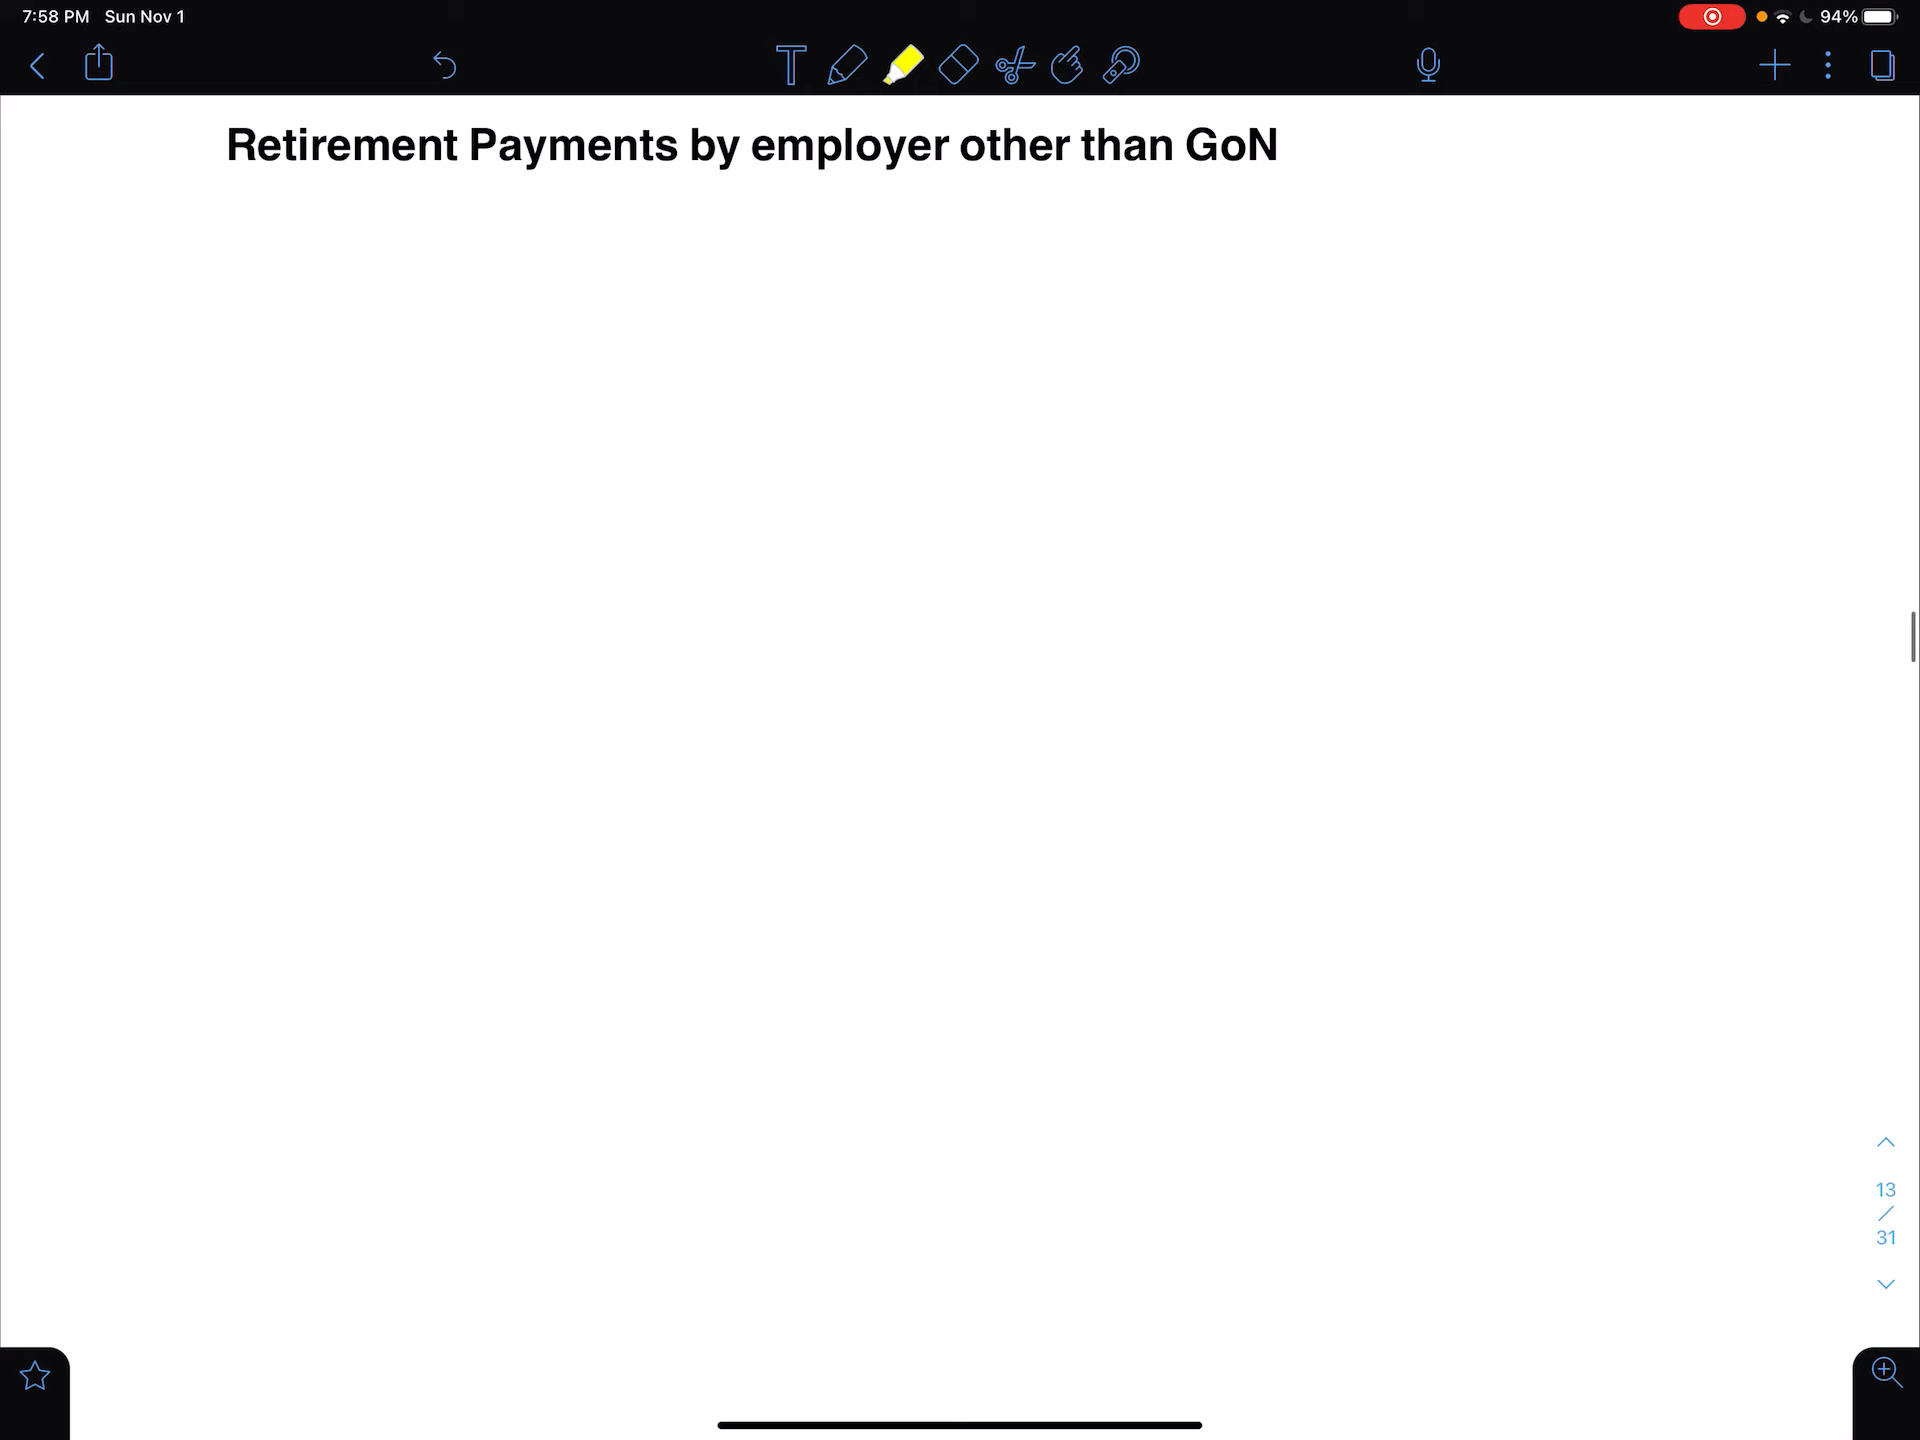 7:58 PM Sun Nov 1
94%
Retirement Payments by employer other than GoN
13
/
31